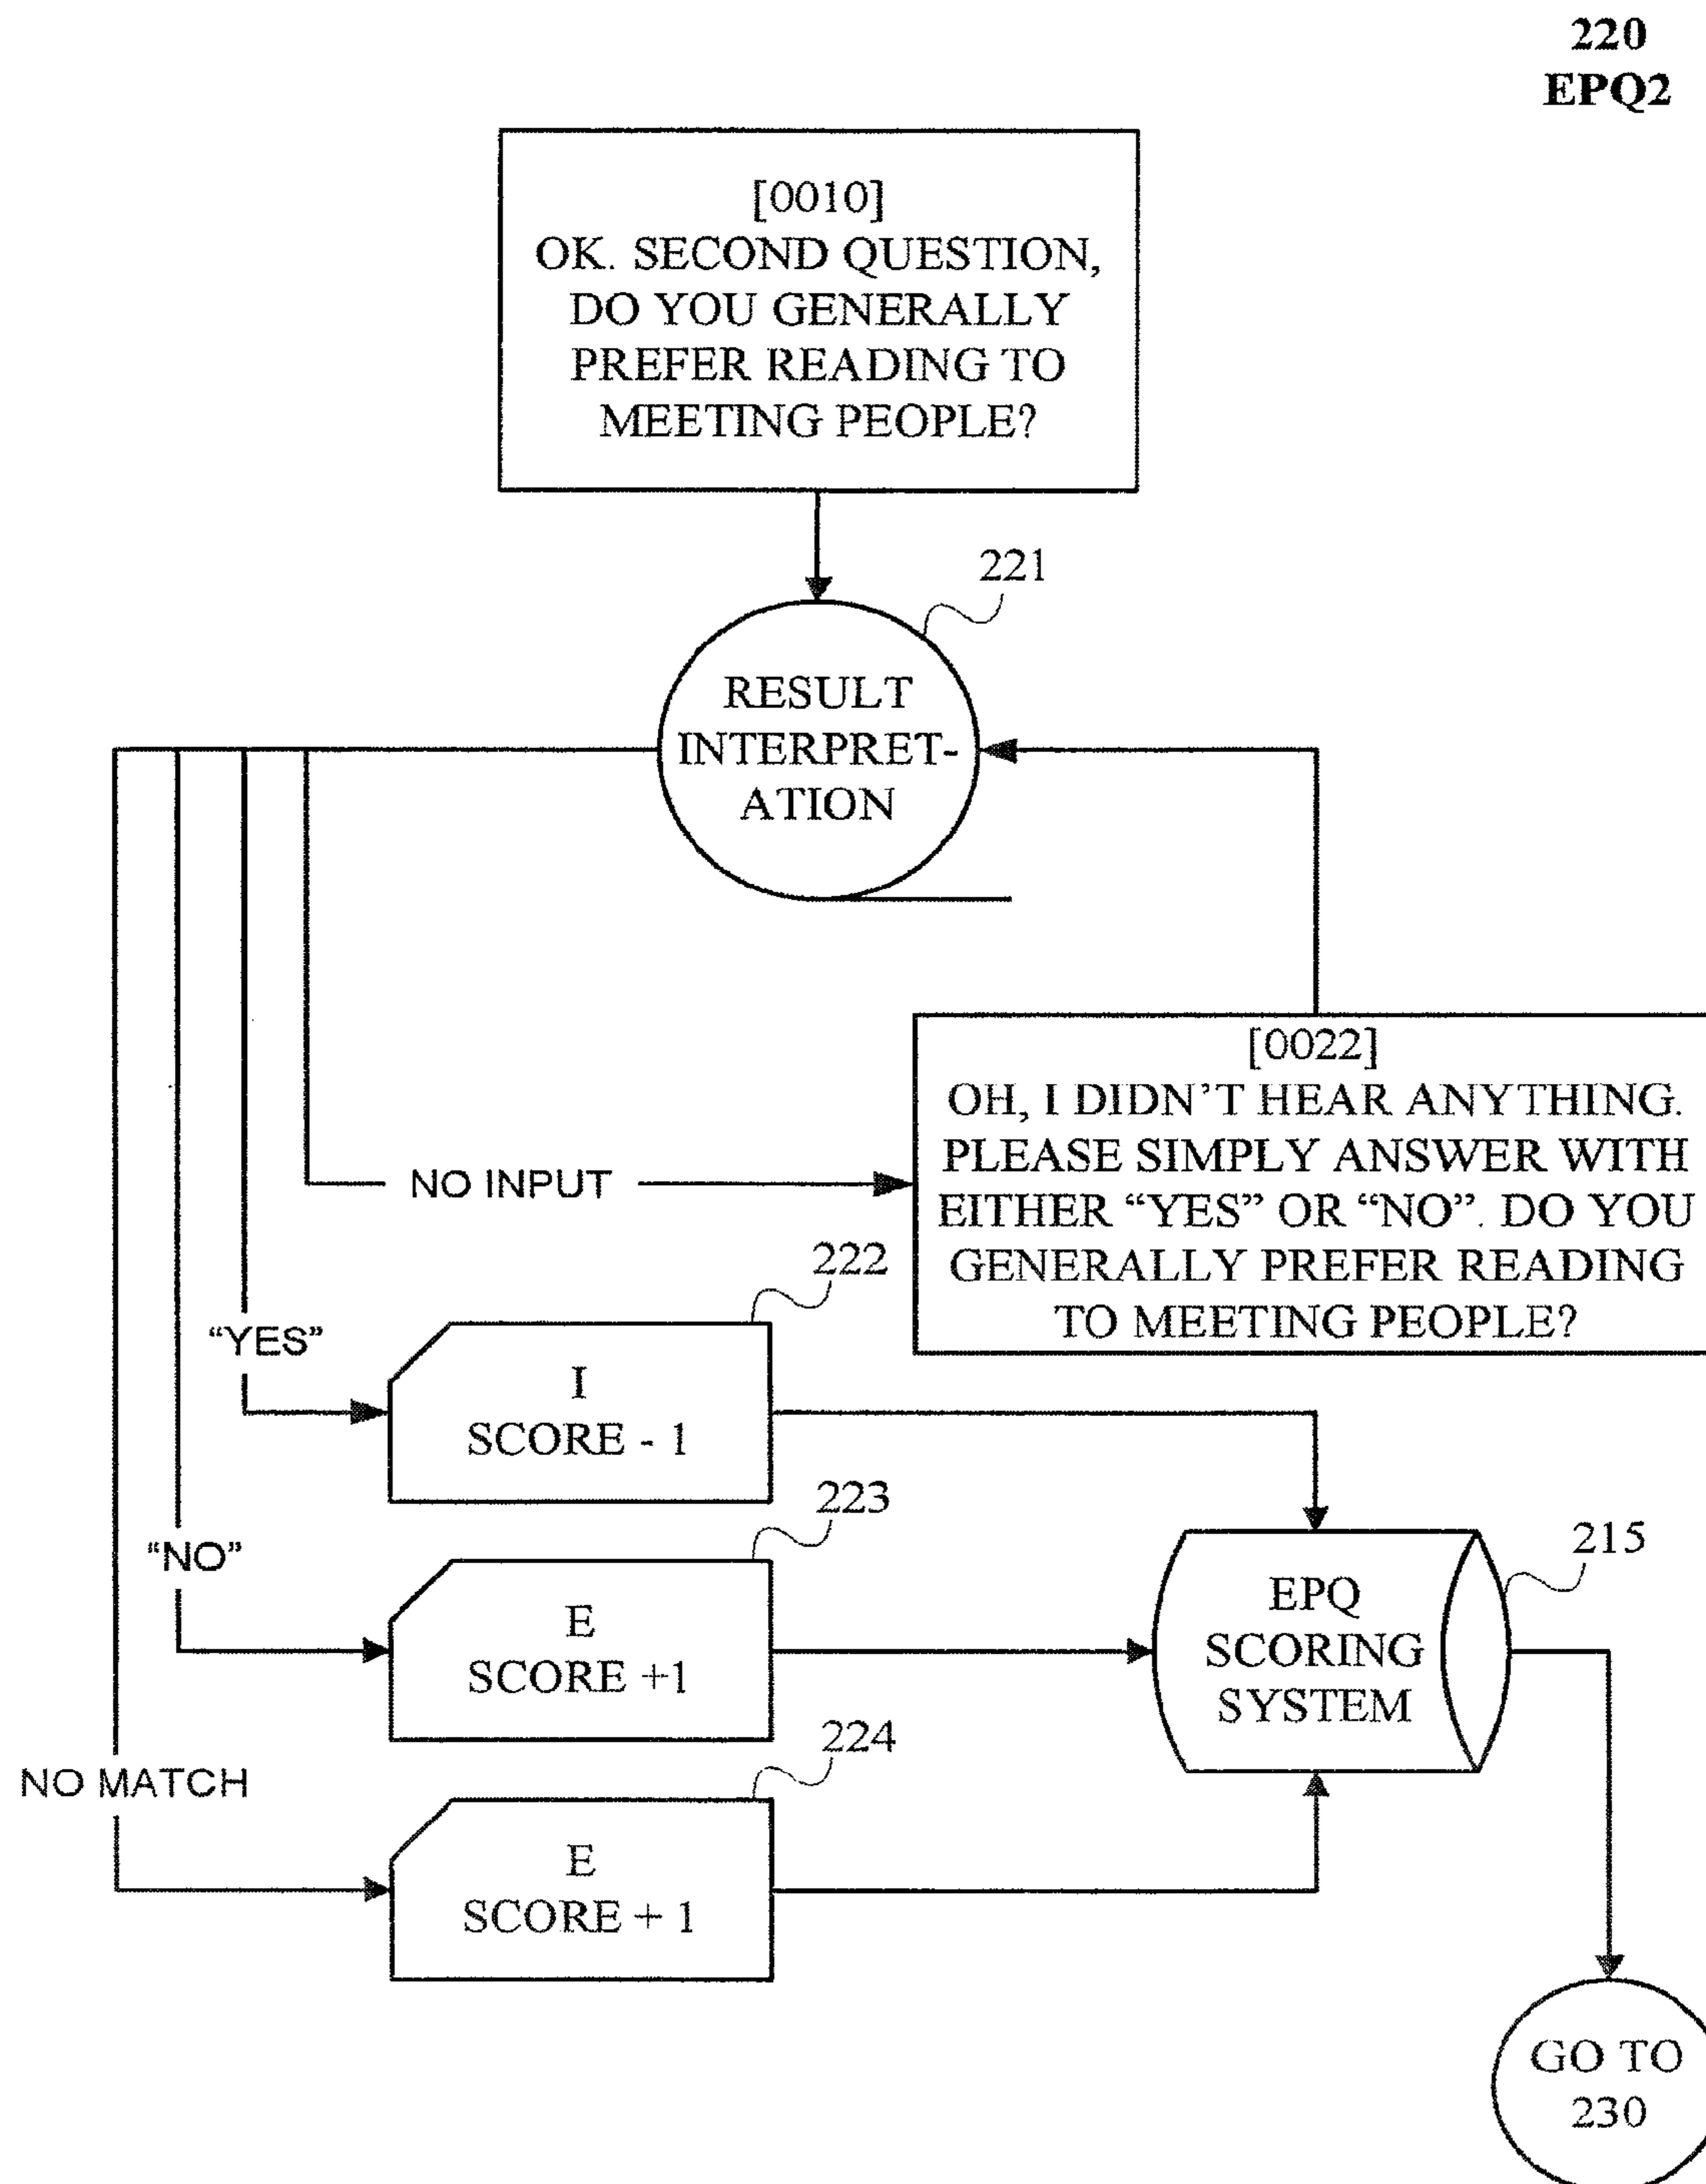 220
EPQ2
[0010]
OK. SECOND QUESTION,
DO YOU GENERALLY
PREFER READING TO
MEETING PEOPLE?
221
RESULT
INTERPRET-
ATION
[0022]
OH, I DIDN'T HEAR ANYTHING.
PLEASE SIMPLY ANSWER WITH
EITHER “YES” OR “NO”. DO YOU
GENERALLY PREFER READING
TO MEETING PEOPLE?
NO INPUT
222
“YES”
I
SCORE - 1
223
“NO”
E
SCORE +1
215
EPQ
SCORING
SYSTEM
224
NO MATCH
E
SCORE + 1
GO TO
230